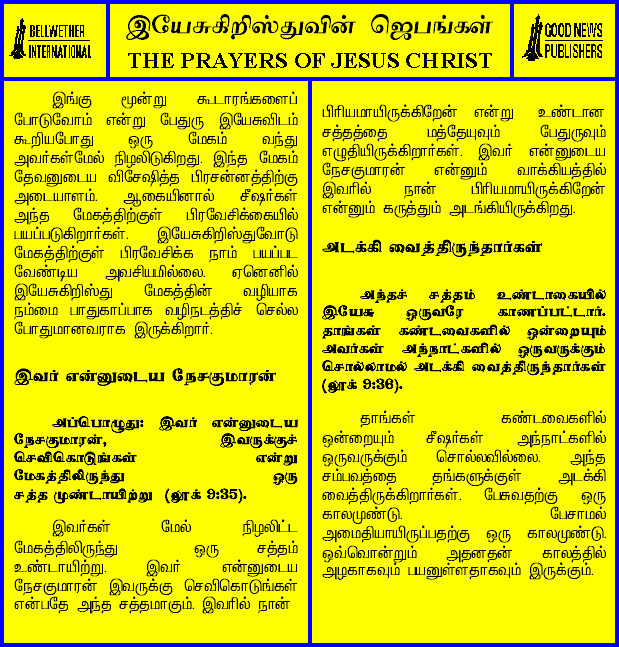 BELLWETHER
INTERNATIONAL
இயேசுகிறிஸ்துவின் ஜெபங்கள்
THE PRAYERS OF JESUS CHRIST
GOOD NEWS
PUBLISHERS
இங்கு மூன்று கூடாரங்களைப்
போடுவோம் என்று பேதுரு இயேசுவிடம்
கூறியபோது ஒரு மேகம் வந்து
அவர்கள்மேல் நிழலிடுகிறது. இந்த மேகம்
தேவனுடைய விசேஷித்த பிரசன்னத்திற்கு
அடையாளம். ஆகையினால் சீஷர்கள்
அந்த மேகத்திற்குள் பிரவேசிக்கையில்
பயப்படுகிறார்கள். இயேசுகிறிஸ்துவோடு
மேகத்திற்குள் பிரவேசிக்க நாம் பயப்பட
வேண்டிய அவசியமில்லை. ஏனெனில்
இயேசுகிறிஸ்து மேகத்தின் வழியாக
நம்மை பாதுகாப்பாக வழிநடத்திச் செல்ல
போதுமானவராக இருக்கிறார்.
இவர் என்னுடைய நேசகுமாரன்
அப்பொழுது: இவர் என்னுடைய
நேசகுமாரன், இவருக்குச்
செவிகொடுங்கள் என்று
மேகத்திலிருந்து ஒரு
சத்த முண்டாயிற்று (லூக் 9:35).
இவர்கள் மேல் நிழலிட்ட
மேகத்திலிருந்து ஒரு சத்தம்
உண்டாயிற்று. இவர் என்னுடைய
நேசகுமாரன் இவருக்கு செவிகொடுங்கள்
என்பதே அந்த சத்தமாகும். இவரில் நான்
பிரியமாயிருக்கிறேன் என்று உண்டான
சத்தத்தை மத்தேயுவும் பேதுருவும்
எழுதியிருக்கிறார்கள். இவர் என்னுடைய
நேசகுமாரன் என்னும் வாக்கியத்தில்
இவரில் நான் பிரியமாயிருக்கிறேன்
என்னும் கருத்தும் அடங்கியிருக்கிறது.
அடக்கி வைத்திருந்தார்கள்
அந்தச் சத்தம் உண்டாகையில்
இயேசு ஒருவரே காணப்பட்டார்.
தாங்கள் கண்டவைகளில் ஒன்றையும்
அவர்கள் அந்நாட்களில் ஒருவருக்கும்
சொல்லாமல் அடக்கி வைத்திருந்தார்கள்
(லூக் 9:36).
தாங்கள் கண்டவைகளில்
ஒன்றையும் சீஷர்கள் அந்நாட்களில்
ஒருவருக்கும் சொல்லவில்லை. அந்த
சம்பவத்தை தங்களுக்குள் அடக்கி
வைத்திருக்கிறார்கள். பேசுவதற்கு ஒரு
காலமுண்டு. பேசாமல்
அமைதியாயிருப்பதற்கு ஒரு காலமுண்டு.
ஒவ்வொன்றும் அதனதன் காலத்தில்
அழகாகவும் பயனுள்ளதாகவும் இருக்கும்.